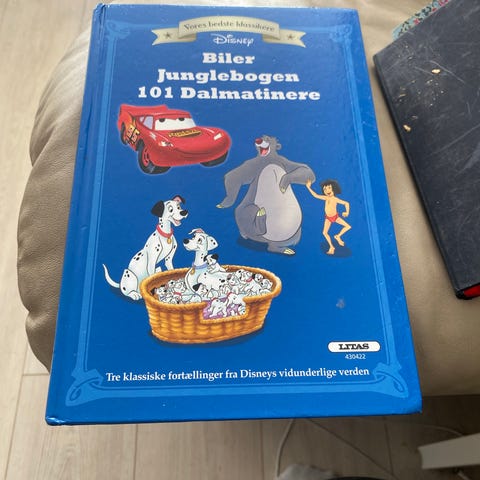 Vores bedste klassikere
Disney
Biler
Junglebogen
101 Dalmatinere
LITAS
430422
Tre klassiske fortællinger fra Disneys vidunderlige verden